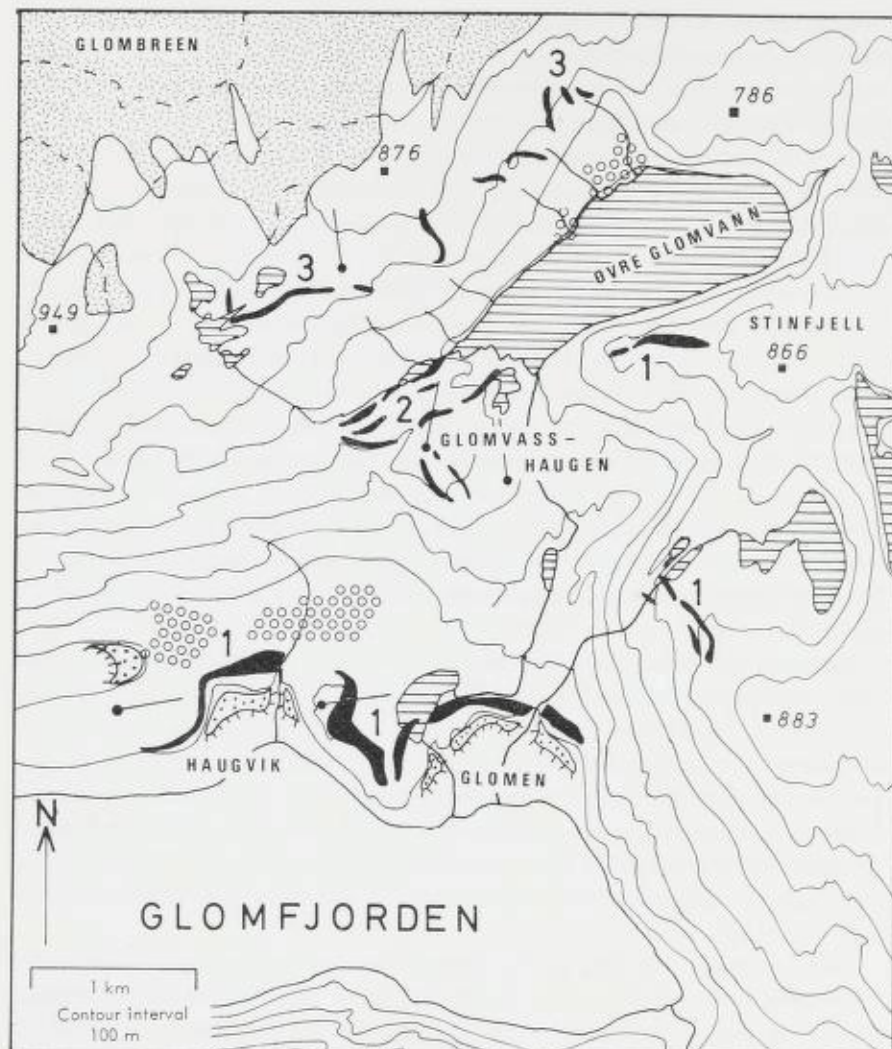 GLOMBREEN
3
786
876
ØVRE GLOMVANN
3
949
STINFJELL
866
1
2
GLOMVASS-
HAUGEN
1
1
1
883
HAUGVIK
GLOMEN
N
GLOMFJORDEN
1 km
Contour interval
100 m